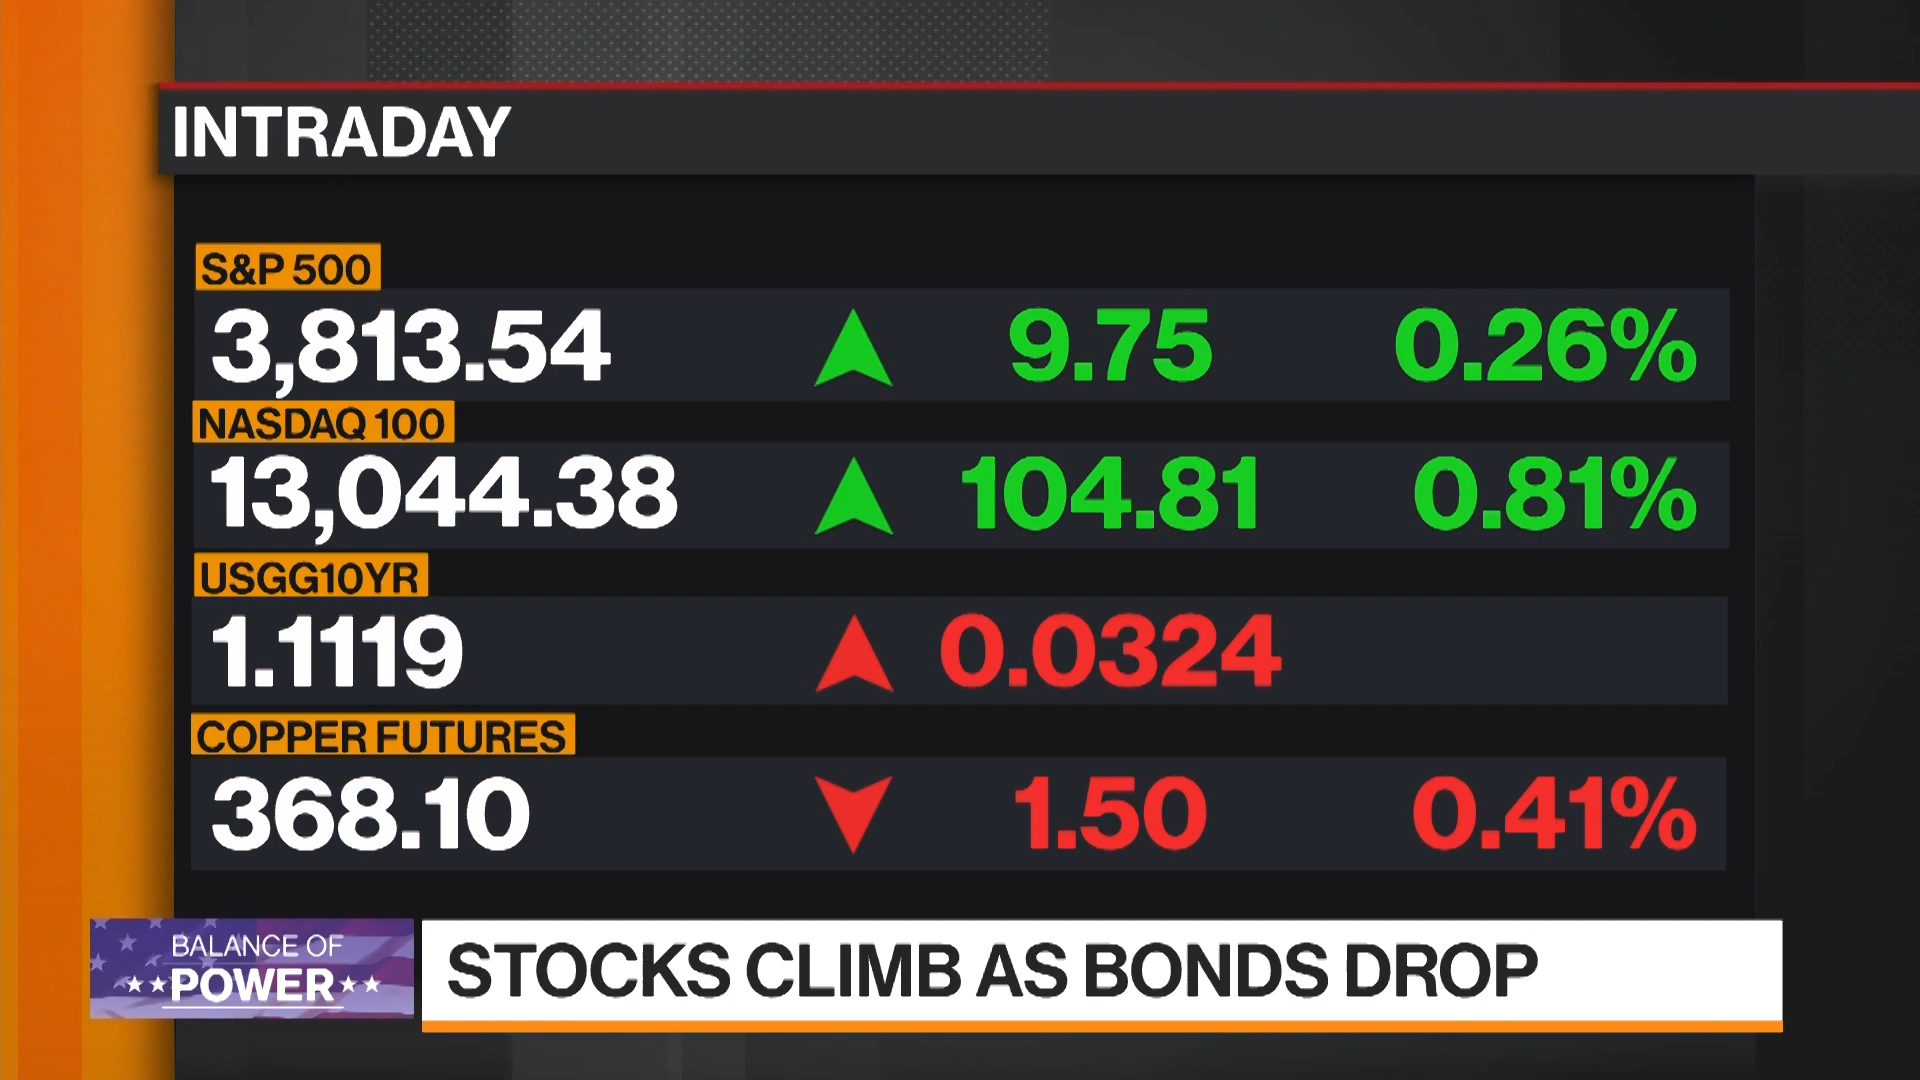 INTRADAY
S&P 500
3,813.54 ▲ 9.75 0.26%
NASDAQ 100
13,044.38 ▲ 104.81 0.81%
USGG10YR
1.1119 ▲ 0.0324
COPPER FUTURES
368.10 ▼ 1.50 0.41%
BALANCE OF
★★POWER★★
STOCKS CLIMB AS BONDS DROP